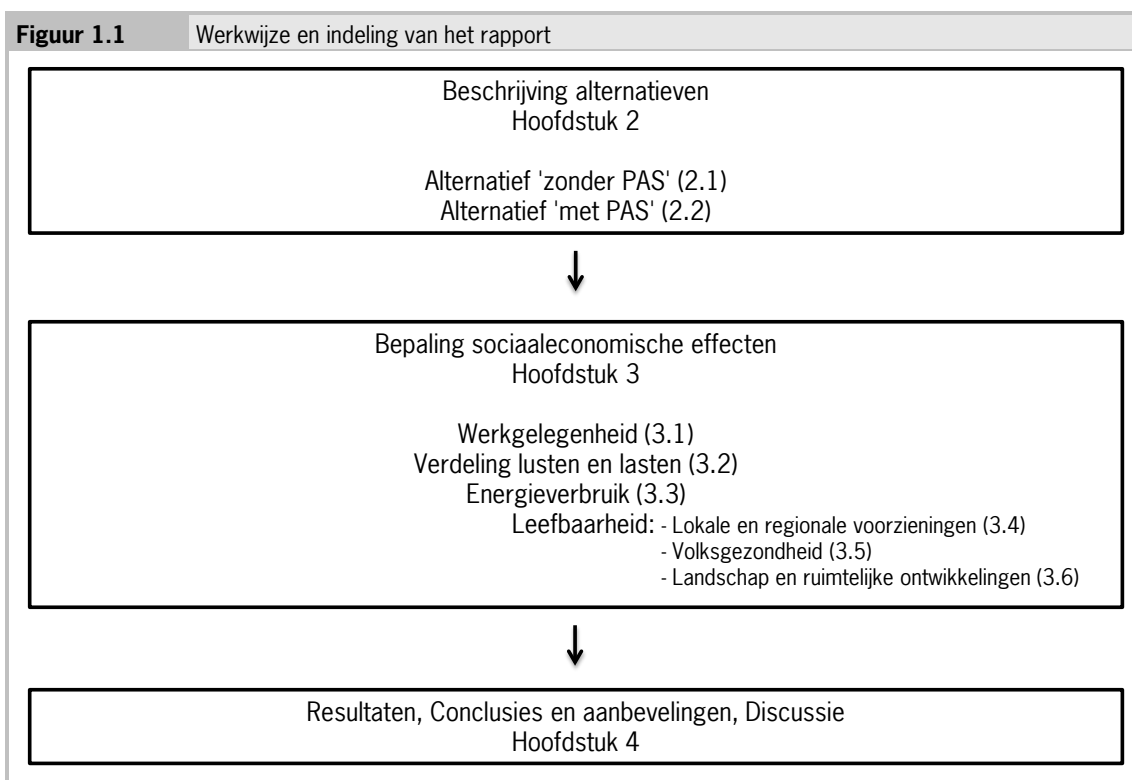 Figuur 1.1 Werkwijze en indeling van het rapport
Beschrijving alternatieven
Hoofdstuk 2
Alternatief 'zonder PAS' (2.1)
Alternatief 'met PAS' (2.2)
Bepaling sociaaleconomische effecten
Hoofdstuk 3
Werkgelegenheid (3.1)
Verdeling lusten en lasten (3.2)
Energieverbruik (3.3)
Leefbaarheid: - Lokale en regionale voorzieningen (3.4)
- Volksgezondheid (3.5)
- Landschap en ruimtelijke ontwikkelingen (3.6)
Resultaten, Conclusies en aanbevelingen, Discussie
Hoofdstuk 4